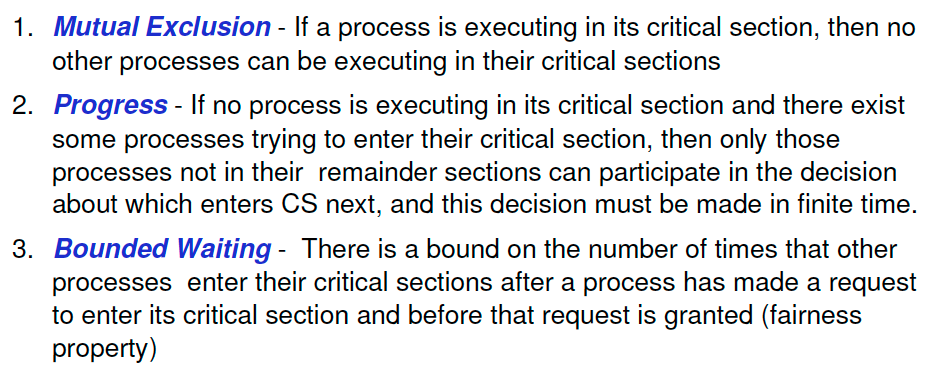 1. Mutual Exclusion - If a process is executing in its critical section, then no
other processes can be executing in their critical sections
2. Progress - If no process is executing in its critical section and there exist
some processes trying to enter their critical section, then only those
processes not in their remainder sections can participate in the decision
about which enters CS next, and this decision must be made in finite time.
3. Bounded Waiting - There is a bound on the number of times that other
processes enter their critical sections after a process has made a request
to enter its critical section and before that request is granted (fairness
property)